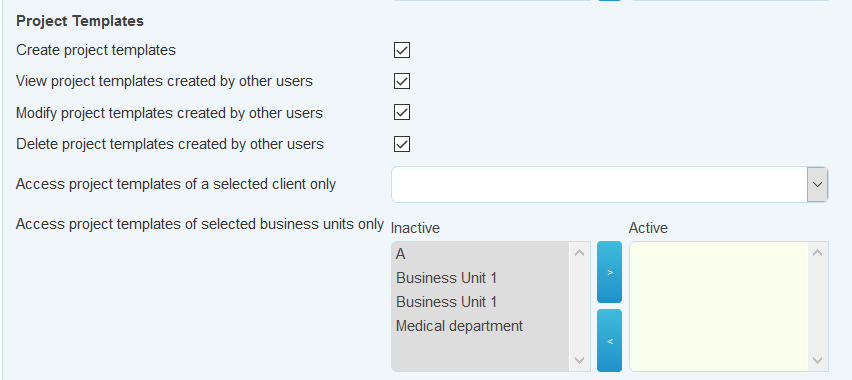 Project Templates
Create project templates
View project templates created by other users
Modify project templates created by other users
Delete project templates created by other users
Access project templates of a selected client only
Access project templates of selected business units only
Inactive
Active
A
Business Unit 1
Business Unit 1
Medical department
>
<